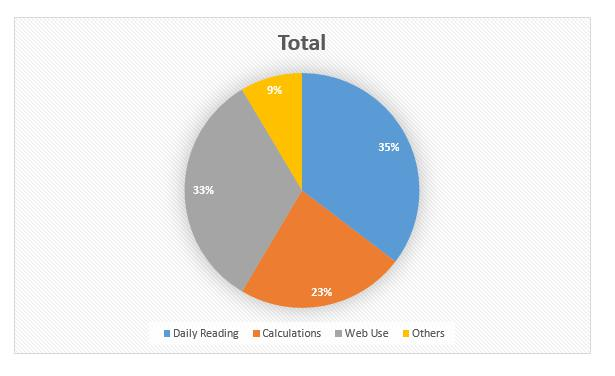 Total
9%
35%
33%
23%
Daily Reading Calculations Web Use Others